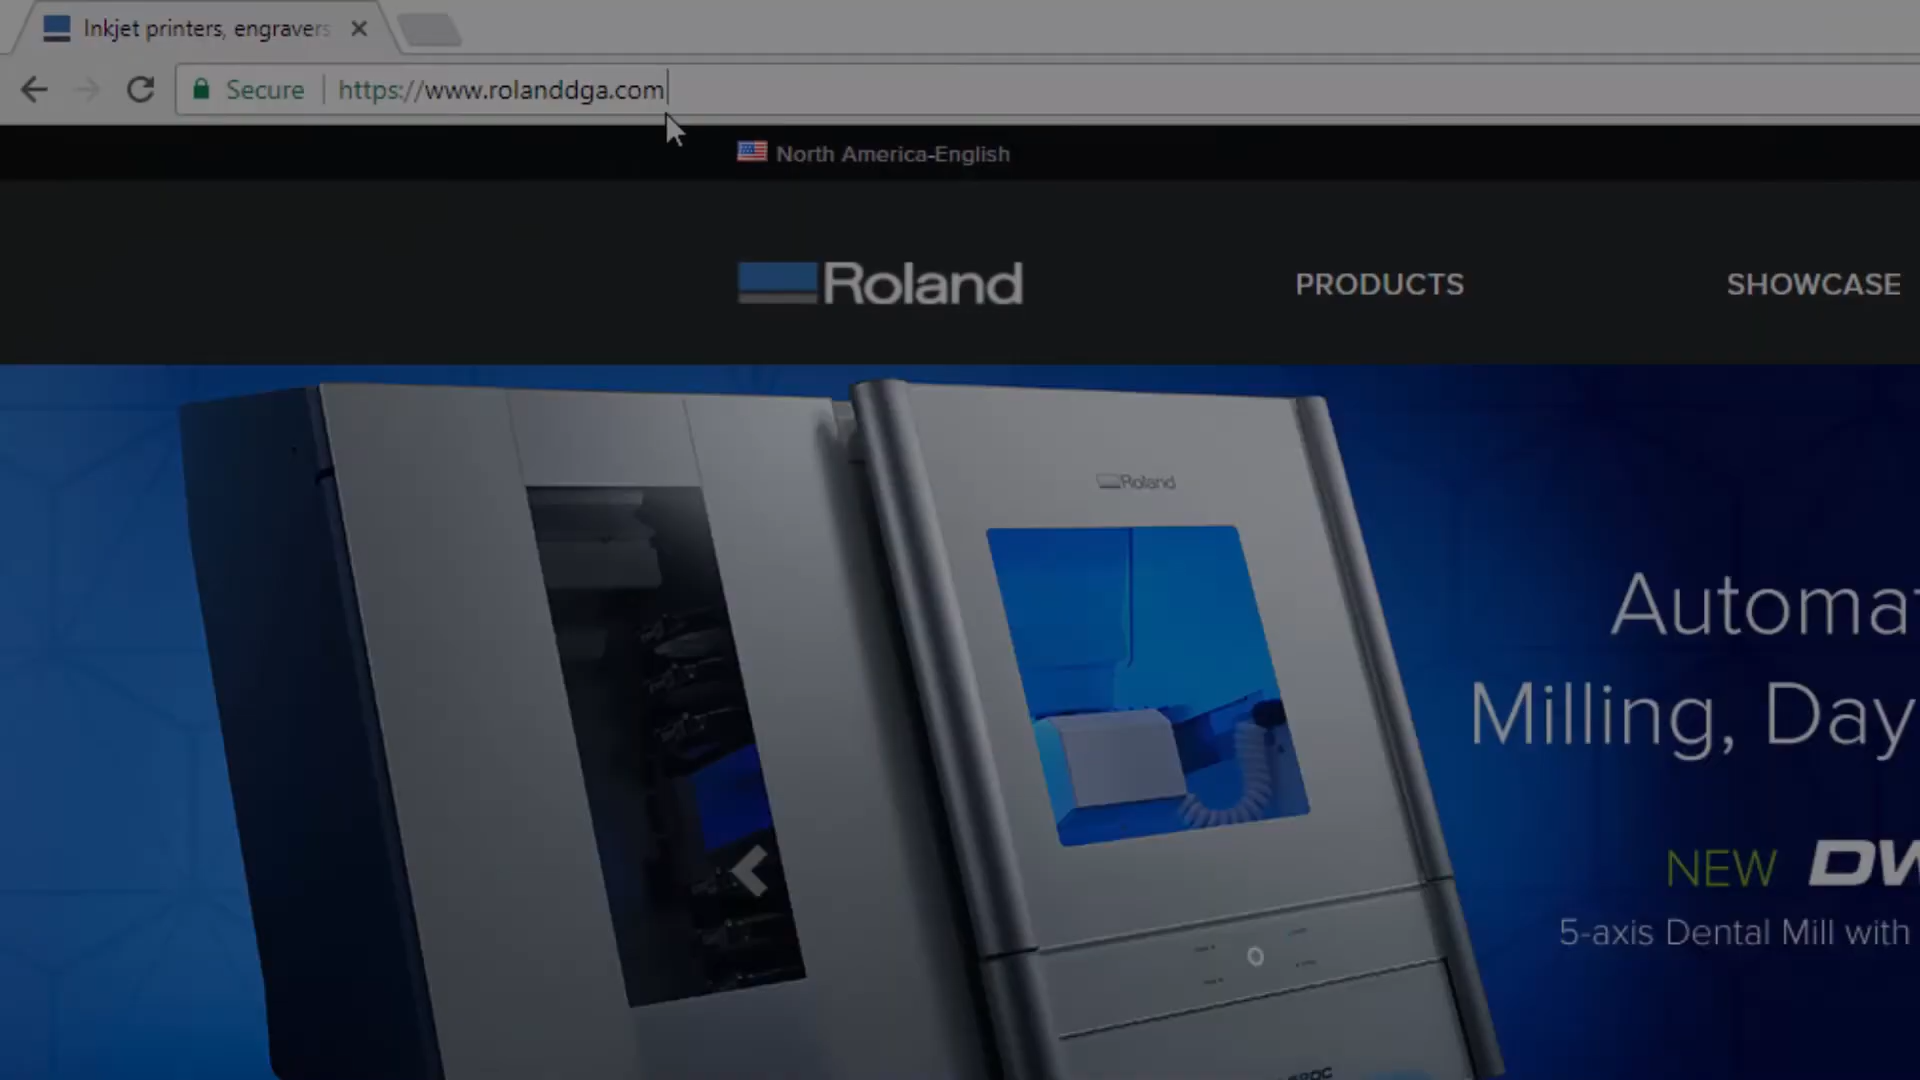 Inkjet printers, engravers
Secure
https://www.rolanddga.com
North America-English
Roland
PRODUCTS
SHOWCASE
Roland
Milling, Day
NEW
5-axis Dental Mill with